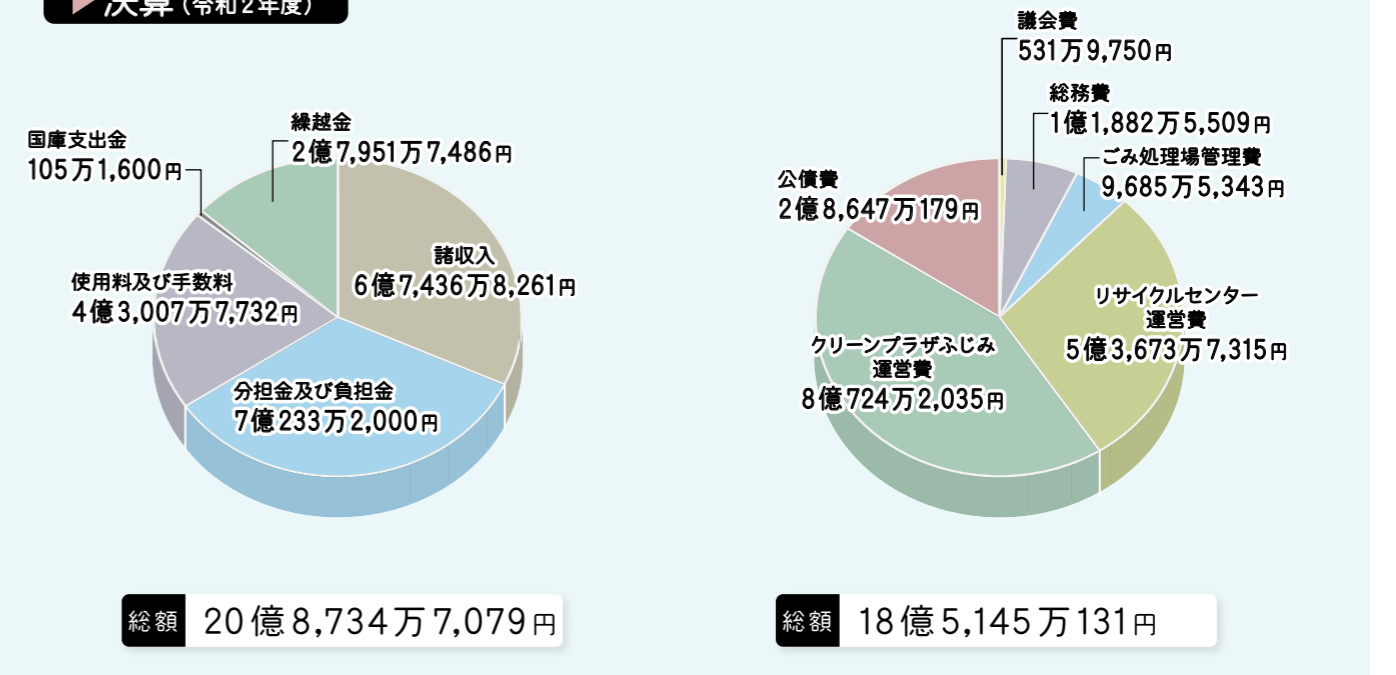 ▶決算(令和2年度)
国庫支出金
105万1,600円
繰越金
2億7,951万7,486円
諸収入
6億7,436万8,261円
使用料及び手数料
4億3,007万7,732円
分担金及び負担金
7億233万2,000円
総額 20億8,734万7,079円
議会費
531万9,750円
総務費
1億1,882万5,509円
ごみ処理場管理費
9,685万5,343円
公債費
2億8,647万179円
リサイクルセンター
運営費
5億3,673万7,315円
クリーンプラザふじみ
運営費
8億724万2,035円
総額 18億5,145万131円